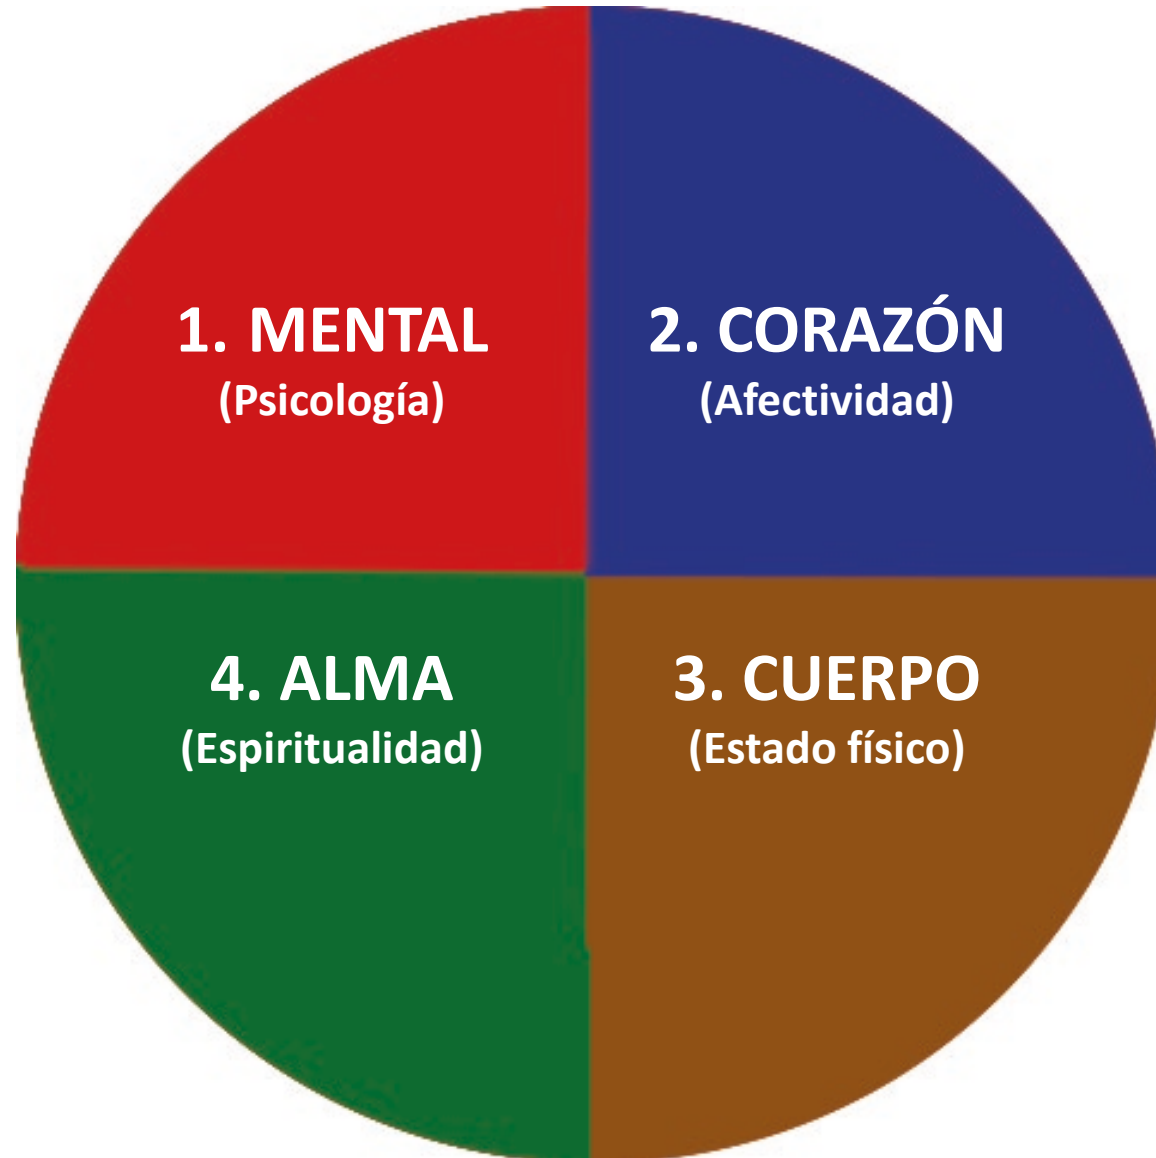 1. MENTAL
(Psicología)
2. CORAZÓN
(Afectividad)
4. ALMA
(Espiritualidad)
3. CUERPO
(Estado físico)